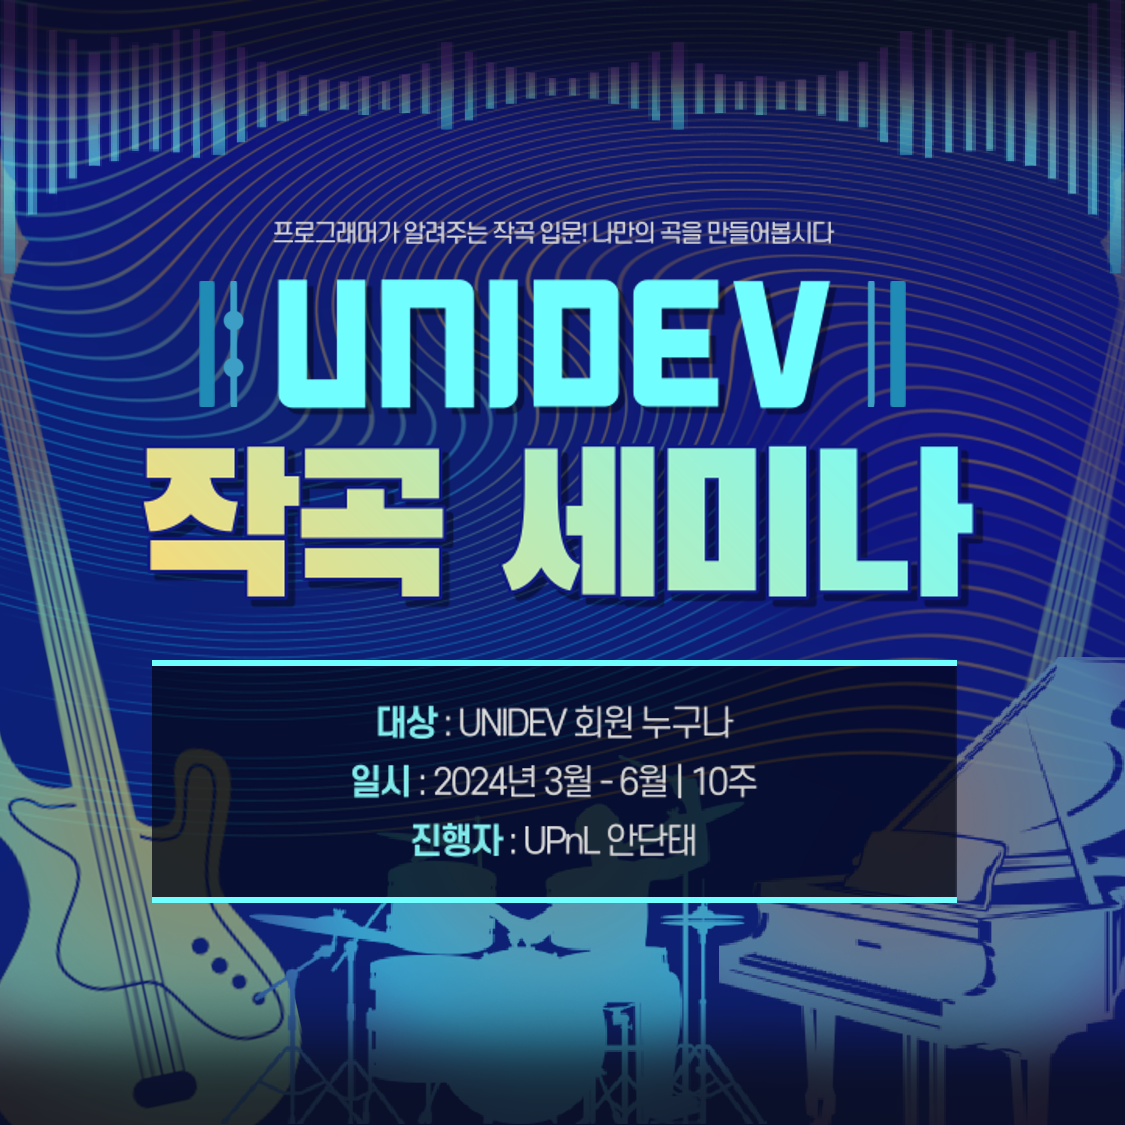 프로그래머가 알려주는 작곡 입문! 나만의 곡을 만들어봅시다
UNIDEV
작곡 세미나
대상 : UNIDEV 회원 누구나
일시 : 2024년 3월 - 6월 | 10주
진행자 : UPnL 안단태